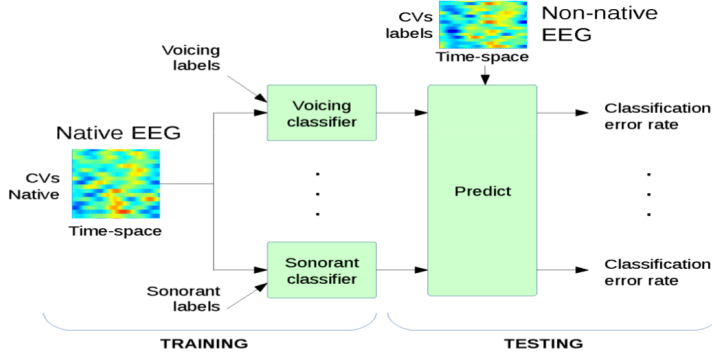 CVs
labels
Non-native
EEG
Time-space
Voicing
labels
Voicing
classifier
Classification
error rate
Native EEG
CVs
Native
Time-space
Predict
Sonorant
classifier
Sonorant
labels
Classification
error rate
TRAINING
TESTING